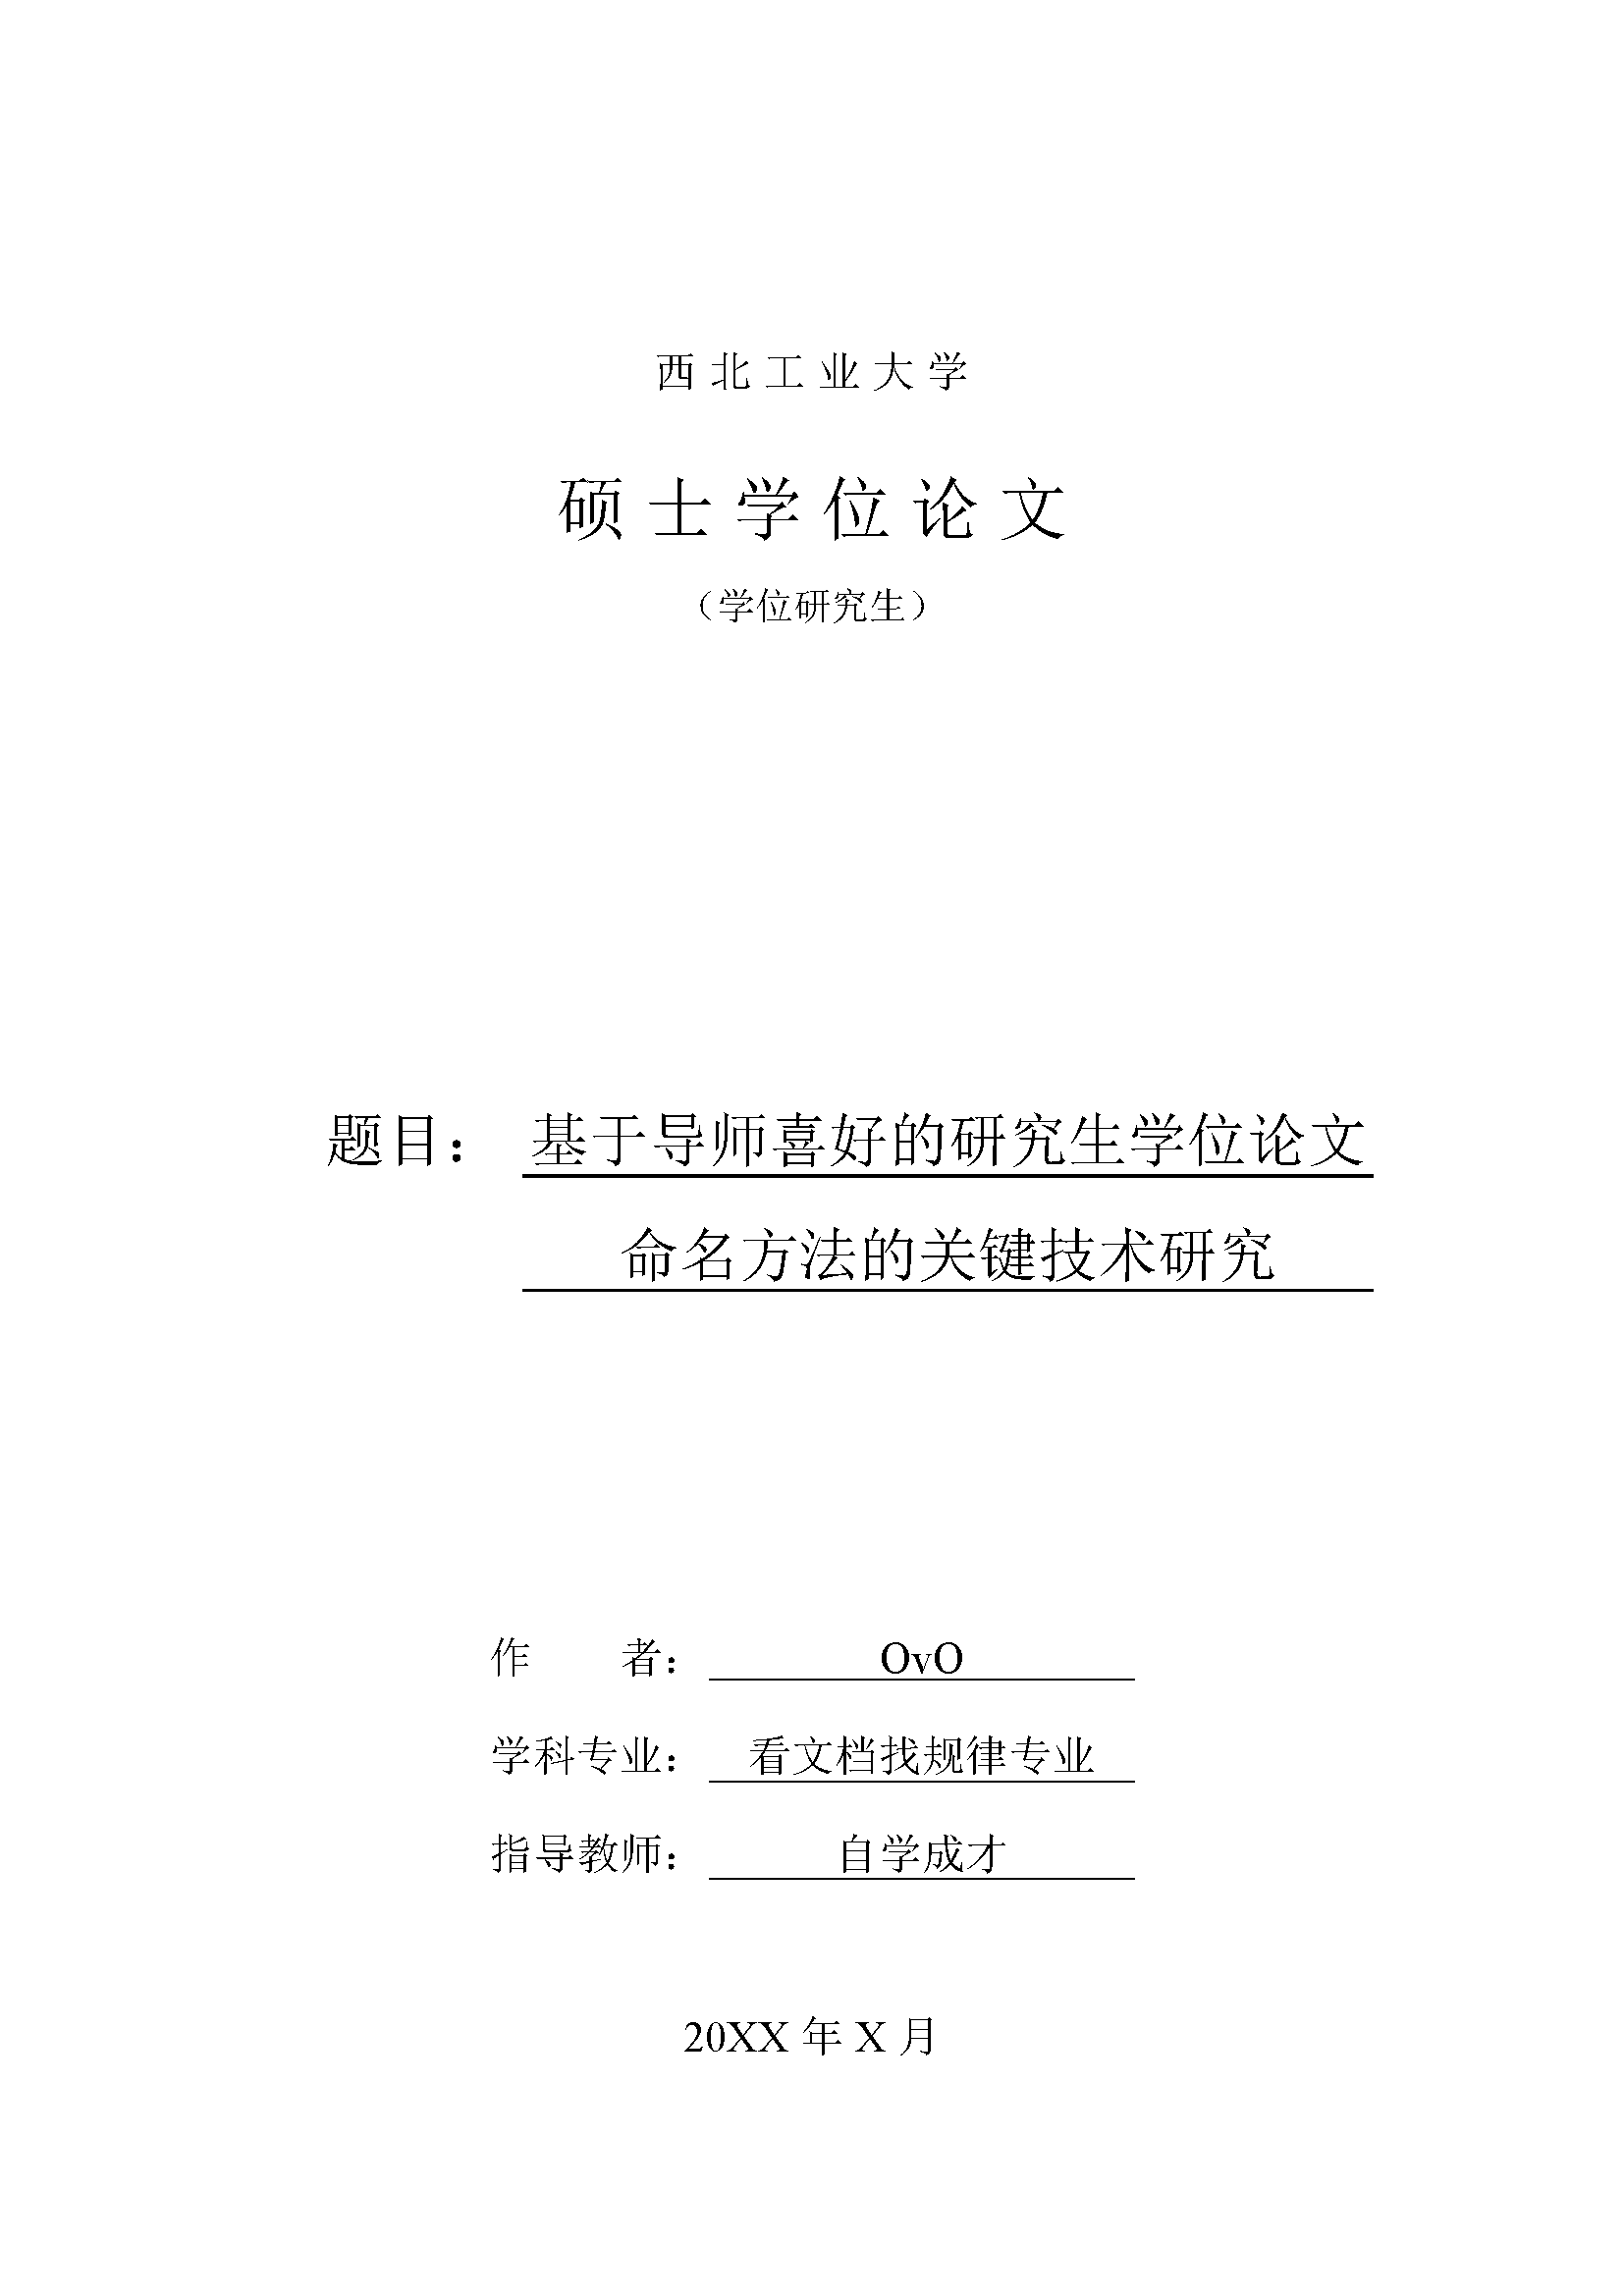 西北工业大学
硕士学位论文
（学位研究生）
题目： 基于导师喜好的研究生学位论文
命名方法的关键技术研究
作 者： OvO
学科专业： 看文档找规律专业
指导教师： 自学成才
20XX 年 X 月